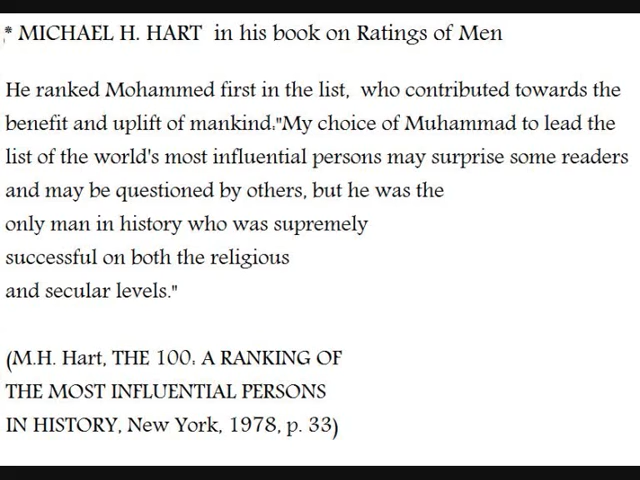 * MICHAEL H. HART in his book on Ratings of Men
He ranked Mohammed first in the list, who contributed towards the
benefit and uplift of mankind."My choice of Muhammad to lead the
list of the world's most influential persons may surprise some readers
and may be questioned by others, but he was the
only man in history who was supremely
successful on both the religious
and secular levels."
(M.H. Hart, THE 100: A RANKING OF
THE MOST INFLUENTIAL PERSONS
IN HISTORY, New York, 1978, p. 33)